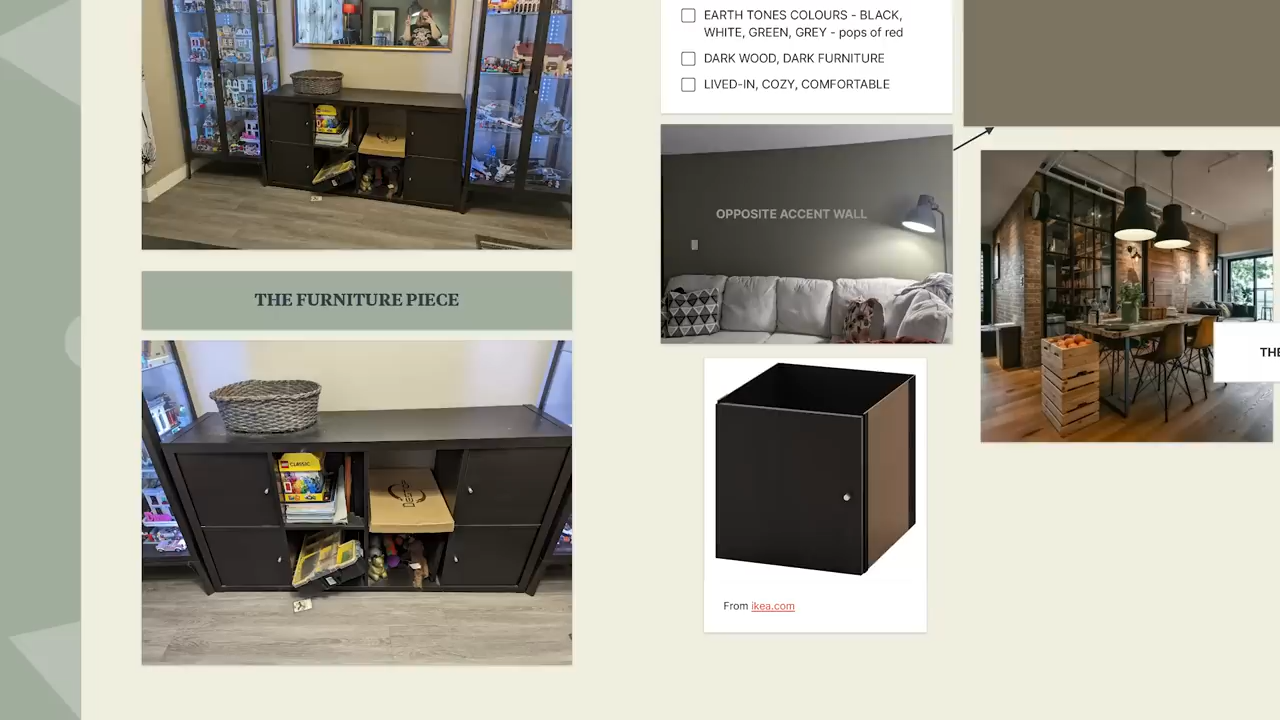 EARTH TONES COLOURS - BLACK,
WHITE, GREEN, GREY - pops of red
DARK WOOD, DARK FURNITURE
LIVED-IN, COZY, COMFORTABLE
OPPOSITE ACCENT WALL
THE FURNITURE PIECE
CLASSIC
From ikea.com